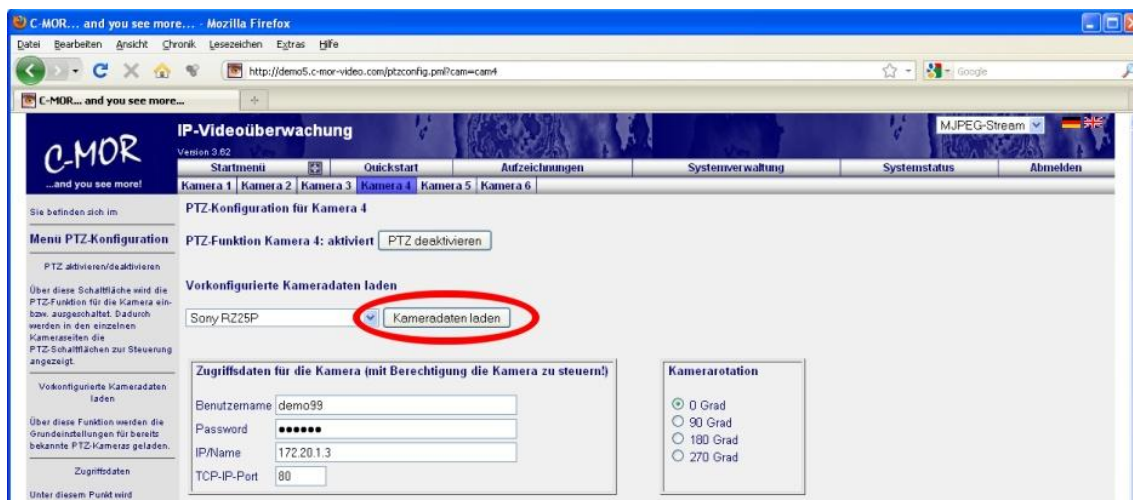 C-MOR... and you see more... - Mozilla Firefox
Datei Bearbeiten Ansicht Chronik Lesezeichen Extras Hilfe
http://demo5.c-mor-video.com/ptzconfig.pml?cam=cam4
Google
C-MOR... and you see more...
C-MOR
...and you see more!
IP-Videoüberwachung
Version 3.62
MJPEG-Stream
Startmenü Quickstart Aufzeichnungen Systemverwaltung Systemstatus Abmelden
Kamera 1 Kamera 2 Kamera 3 Kamera 4 Kamera 5 Kamera 6
Sie befinden sich im
Menü PTZ-Konfiguration
PTZ aktivieren/deaktivieren
Über diese Schaltfläche wird die
PTZ-Funktion für die Kamera ein-
bzw. ausgeschaltet. Dadurch
werden in den einzelnen
Kameraseiten die
PTZ-Schaltflächen zur Steuerung
angezeigt.
Vorkonfigurierte Kameradaten
laden
Über diese Funktion werden die
Grundeinstellungen für bereits
bekannte PTZ-Kameras geladen.
Zugriffsdaten
Unter diesem Punkt wird
PTZ-Konfiguration für Kamera 4
PTZ-Funktion Kamera 4: aktiviert PTZ deaktivieren
Vorkonfigurierte Kameradaten laden
Sony RZ25P Kameradaten laden
Zugriffsdaten für die Kamera (mit Berechtigung die Kamera zu steuern!)
Benutzername demo99
Password ●●●●●●
IP/Name 172.20.1.3
TCP-IP-Port 80
Kamerarotation
0 Grad
90 Grad
180 Grad
270 Grad